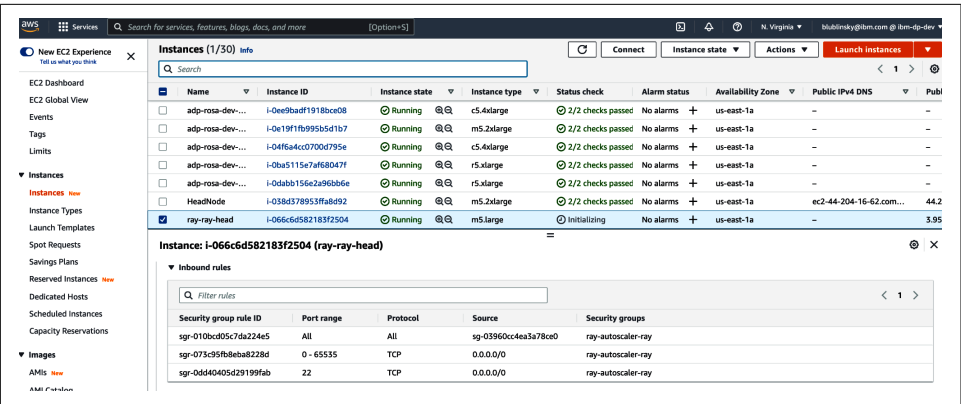 aws Services Search for services, features, blogs, docs, and more [Option+S] N. Virginia ▼ blublinsky@ibm.com @ ibm-dp-dev ▼
New EC2 Experience
Tell us what you think
EC2 Dashboard
EC2 Global View
Events
Tags
Limits
▼ Instances
Instances New
Instance Types
Launch Templates
Spot Requests
Savings Plans
Reserved Instances New
Dedicated Hosts
Scheduled Instances
Capacity Reservations
▼ Images
AMIs New
AMI Catalog
Instances (1/30) Info Connect Instance state ▼ Actions ▼ Launch instances ▼
Search
< 1 >
Name Instance ID Instance state Instance type Status check Alarm status Availability Zone Public IPv4 DNS Publ
adp-rosa-dev-... i-0ee9badf1918bce08 Running c5.4xlarge 2/2 checks passed No alarms + us-east-1a –
adp-rosa-dev-... i-0e19f1fb995b5d1b7 Running m5.2xlarge 2/2 checks passed No alarms + us-east-1a – –
adp-rosa-dev-... i-04f6a4cc0700d795e Running c5.4xlarge 2/2 checks passed No alarms + us-east-1a – –
adp-rosa-dev-... i-0ba5115e7af68047f Running r5.xlarge 2/2 checks passed No alarms + us-east-1a – –
adp-rosa-dev-... i-0dabb156e2a96bb6e Running r5.xlarge 2/2 checks passed No alarms + us-east-1a – –
HeadNode i-038d378953ffa8d92 Running m5.2xlarge 2/2 checks passed No alarms + us-east-1a ec2-44-204-16-62.com... 44.2
ray-ray-head i-066c6d582183f2504 Running m5.large Initializing No alarms + us-east-1a – 3.95
Instance: i-066c6d582183f2504 (ray-ray-head)
▼ Inbound rules
Filter rules
< 1 >
Security group rule ID Port range Protocol Source Security groups
sgr-010bcd05c7da224e5 All All sg-03960cc4ea3a78ce0 ray-autoscaler-ray
sgr-073c95fb8eba8228d 0 - 65535 TCP 0.0.0.0/0 ray-autoscaler-ray
sgr-0dd40405d29199fab 22 TCP 0.0.0.0/0 ray-autoscaler-ray